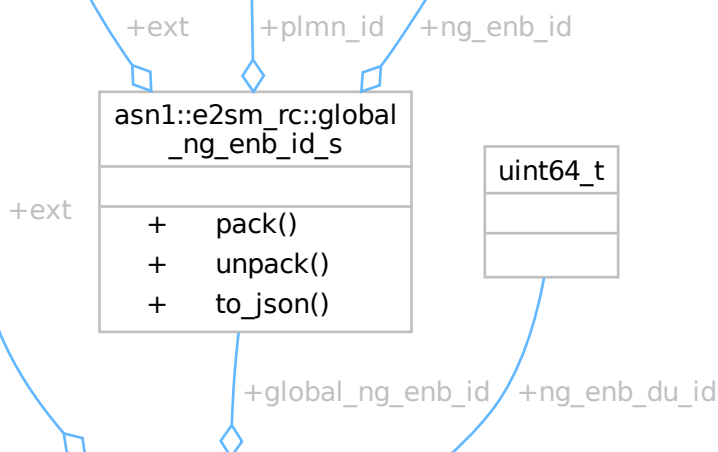 +ext
+plmn_id
+ng_enb_id
asn1::e2sm_rc::global
_ng_enb_id_s
uint64_t
+ext
+ pack()
+ unpack()
+ to_json()
+global_ng_enb_id
+ng_enb_du_id